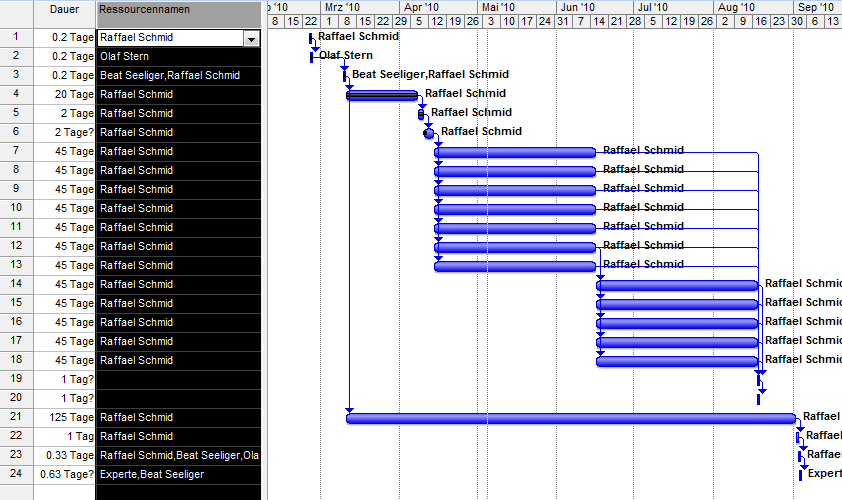 Dauer Ressourcennamen '10 Mrz '10 Apr '10 Mai '10 Jun '10 Jul '10 Aug '10 Sep '10
8 15 22 1 8 15 22 29 5 12 19 26 3 10 17 24 31 7 14 21 28 5 12 19 26 2 9 16 23 30 6 13
1 0.2 Tage Raffael Schmid Raffael Schmid
2 0.2 Tage Olaf Stern Olaf Stern
3 0.2 Tage Beat Seeliger,Raffael Schmid Beat Seeliger,Raffael Schmid
4 20 Tage Raffael Schmid Raffael Schmid
5 2 Tage Raffael Schmid Raffael Schmid
6 2 Tage? Raffael Schmid Raffael Schmid
7 45 Tage Raffael Schmid Raffael Schmid
8 45 Tage Raffael Schmid Raffael Schmid
9 45 Tage Raffael Schmid Raffael Schmid
10 45 Tage Raffael Schmid Raffael Schmid
11 45 Tage Raffael Schmid Raffael Schmid
12 45 Tage Raffael Schmid Raffael Schmid
13 45 Tage Raffael Schmid Raffael Schmid
14 45 Tage Raffael Schmid Raffael Schmid
15 45 Tage Raffael Schmid Raffael Schmid
16 45 Tage Raffael Schmid Raffael Schmid
17 45 Tage Raffael Schmid Raffael Schmid
18 45 Tage Raffael Schmid Raffael Schmid
19 1 Tag?
20 1 Tag?
21 125 Tage Raffael Schmid Raffael
22 1 Tag Raffael Schmid Raffael
23 0.33 Tage Raffael Schmid,Beat Seeliger,Ola Raffael
24 0.63 Tage? Experte,Beat Seeliger Expert